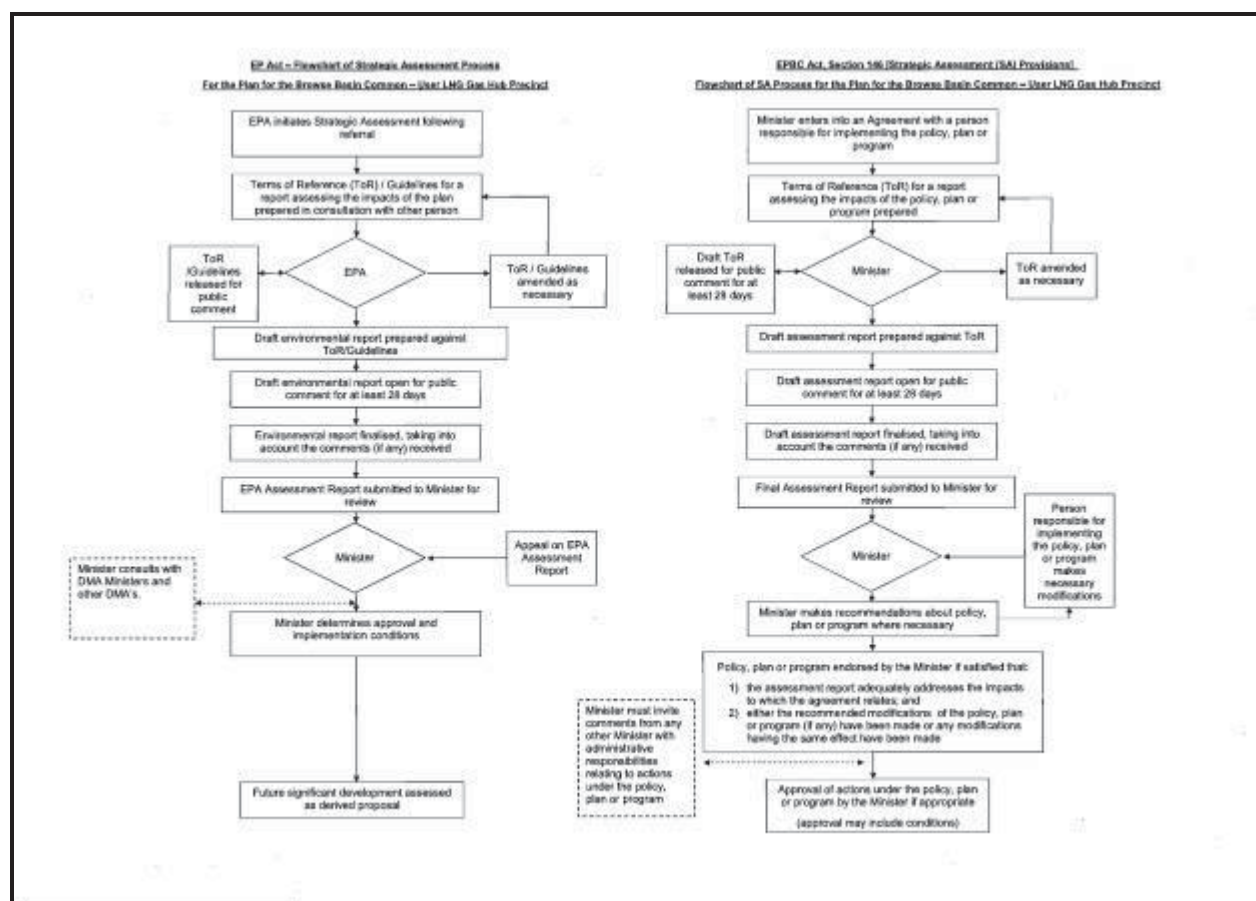 EP Act – Flowchart of Strategic Assessment Process
For the Plan for the Browse Basin Common – User LNG Gas Hub Precinct
EPA initiates Strategic Assessment following
referral
Terms of Reference (ToR) / Guidelines for a
report assessing the impacts of the plan
prepared in consultation with other person
ToR
/Guidelines
released for
public
comment
EPA
ToR / Guidelines
amended as
necessary
Draft environmental report prepared against
ToR/Guidelines
Draft environmental report open for public
comment for at least 28 days
Environmental report finalised, taking into
account the comments (if any) received
EPA Assessment Report submitted to Minister for
review
Minister
Appeal on EPA
Assessment
Report
Minister consults with
DMA Ministers and
other DMA's.
Minister determines approval and
implementation conditions
Future significant development assessed
as derived proposal
EPBC Act, Section 146 [Strategic Assessment (SA) Provisions]
Flowchart of SA Process for the Plan for the Browse Basin Common – User LNG Gas Hub Precinct
Minister enters into an Agreement with a person
responsible for implementing the policy, plan or
program
Terms of Reference (ToR) for a report
assessing the impacts of the policy, plan or
program prepared
Draft ToR
released for public
comment for at
least 28 days
Minister
ToR amended
as necessary
Draft assessment report prepared against ToR
Draft assessment report open for public
comment for at least 28 days
Draft assessment report finalised, taking into
account the comments (if any) received
Final Assessment Report submitted to Minister for
review
Minister
Person
responsible for
implementing
the policy, plan
or program
makes
necessary
modifications
Minister makes recommendations about policy,
plan or program where necessary
Policy, plan or program endorsed by the Minister if satisfied that:
1) the assessment report adequately addresses the impacts
to which the agreement relates; and
2) either the recommended modifications of the policy, plan
or program (if any) have been made or any modifications
having the same effect have been made
Minister must invite
comments from any
other Minister with
administrative
responsibilities
relating to actions
under the policy,
plan or program
Approval of actions under the policy, plan
or program by the Minister if appropriate
(approval may include conditions)